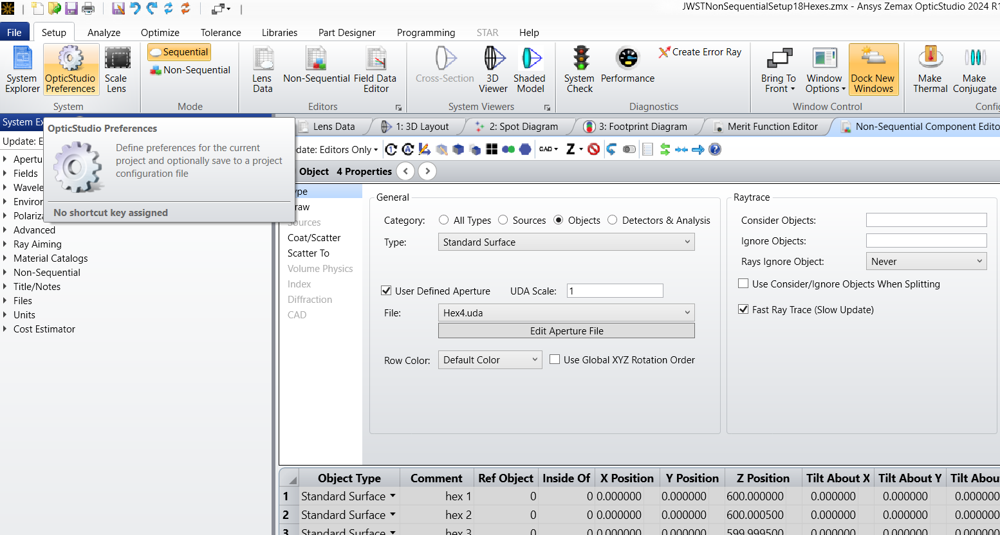 JWSTNonSequentialSetup18Hexes.zmx - Ansys Zemax OpticStudio 2024 R1
File Setup Analyze Optimize Tolerance Libraries Part Designer Programming STAR Help
System Explorer
OpticStudio Preferences
Scale Lens
System
Sequential
Non-Sequential
Mode
Lens Data
Non-Sequential
Field Data Editor
Editors
Cross-Section
3D Viewer
Shaded Model
System Viewers
System Check
Performance
Create Error Ray
Diagnostics
Bring To Front
Window Options
Dock New Windows
Window Control
Make Thermal
Make Conjugate
Config
System Ex
Update: E
Apertu
Fields
Wavele
Enviror
Polariza
Advanced
Ray Aiming
Material Catalogs
Non-Sequential
Title/Notes
Files
Units
Cost Estimator
OpticStudio Preferences
Define preferences for the current
project and optionally save to a project
configuration file
No shortcut key assigned
Lens Data 1: 3D Layout 2: Spot Diagram 3: Footprint Diagram Merit Function Editor Non-Sequential Component Edito
date: Editors Only CAD Z
Object 4 Properties
ype
raw
Sources
Coat/Scatter
Scatter To
Volume Physics
Index
Diffraction
CAD
General
Category: All Types Sources Objects Detectors & Analysis
Type: Standard Surface
User Defined Aperture UDA Scale: 1
File: Hex4.uda
Edit Aperture File
Row Color: Default Color Use Global XYZ Rotation Order
Raytrace
Consider Objects:
Ignore Objects:
Rays Ignore Object: Never
Use Consider/Ignore Objects When Splitting
Fast Ray Trace (Slow Update)
Object Type Comment Ref Object Inside Of X Position Y Position Z Position Tilt About X Tilt About Y Tilt Abou
1 Standard Surface hex 1 0 0 0.000000 0.000000 600.000000 0.000000 0.000000 0.000000
2 Standard Surface hex 2 0 0 0.000000 0.000000 600.000500 0.000000 0.000000 0.000000
3 Standard Surface hex 3 0 0 0.000000 0.000000 599.999500 0.000000 0.000000 0.000000